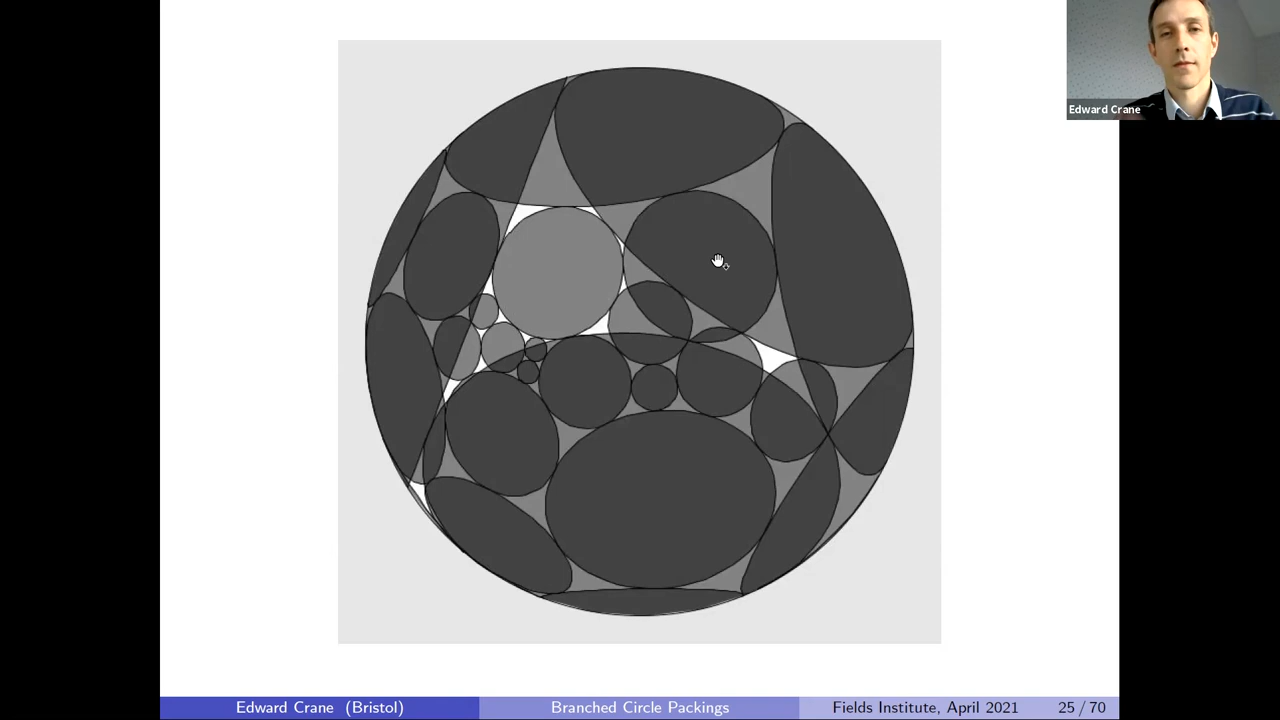 Edward Crane
Edward Crane (Bristol)
Branched Circle Packings
Fields Institute, April 2021
25 / 70